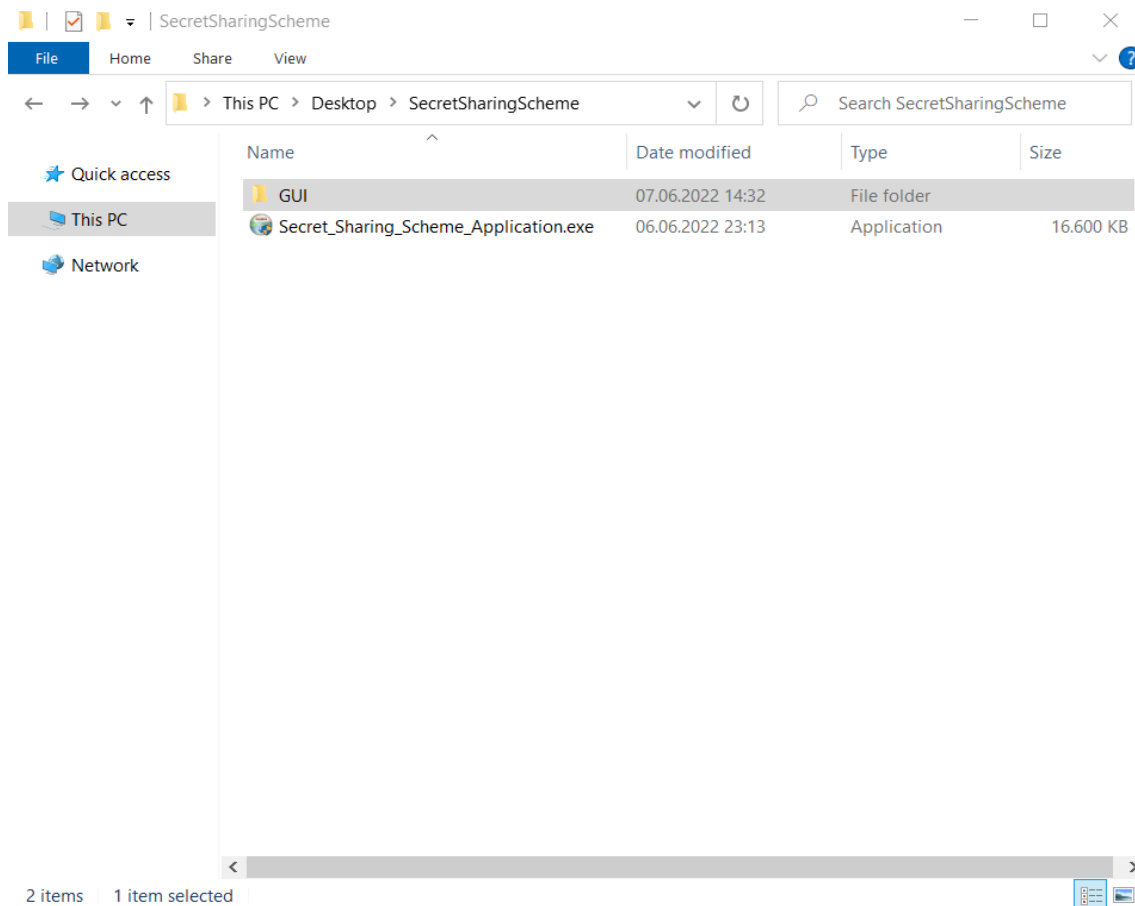 SecretSharingScheme
File Home Share View ?
This PC > Desktop > SecretSharingScheme Search SecretSharingScheme
Name Date modified Type Size
Quick access
GUI 07.06.2022 14:32 File folder
This PC
Secret_Sharing_Scheme_Application.exe 06.06.2022 23:13 Application 16.600 KB
Network
2 items 1 item selected